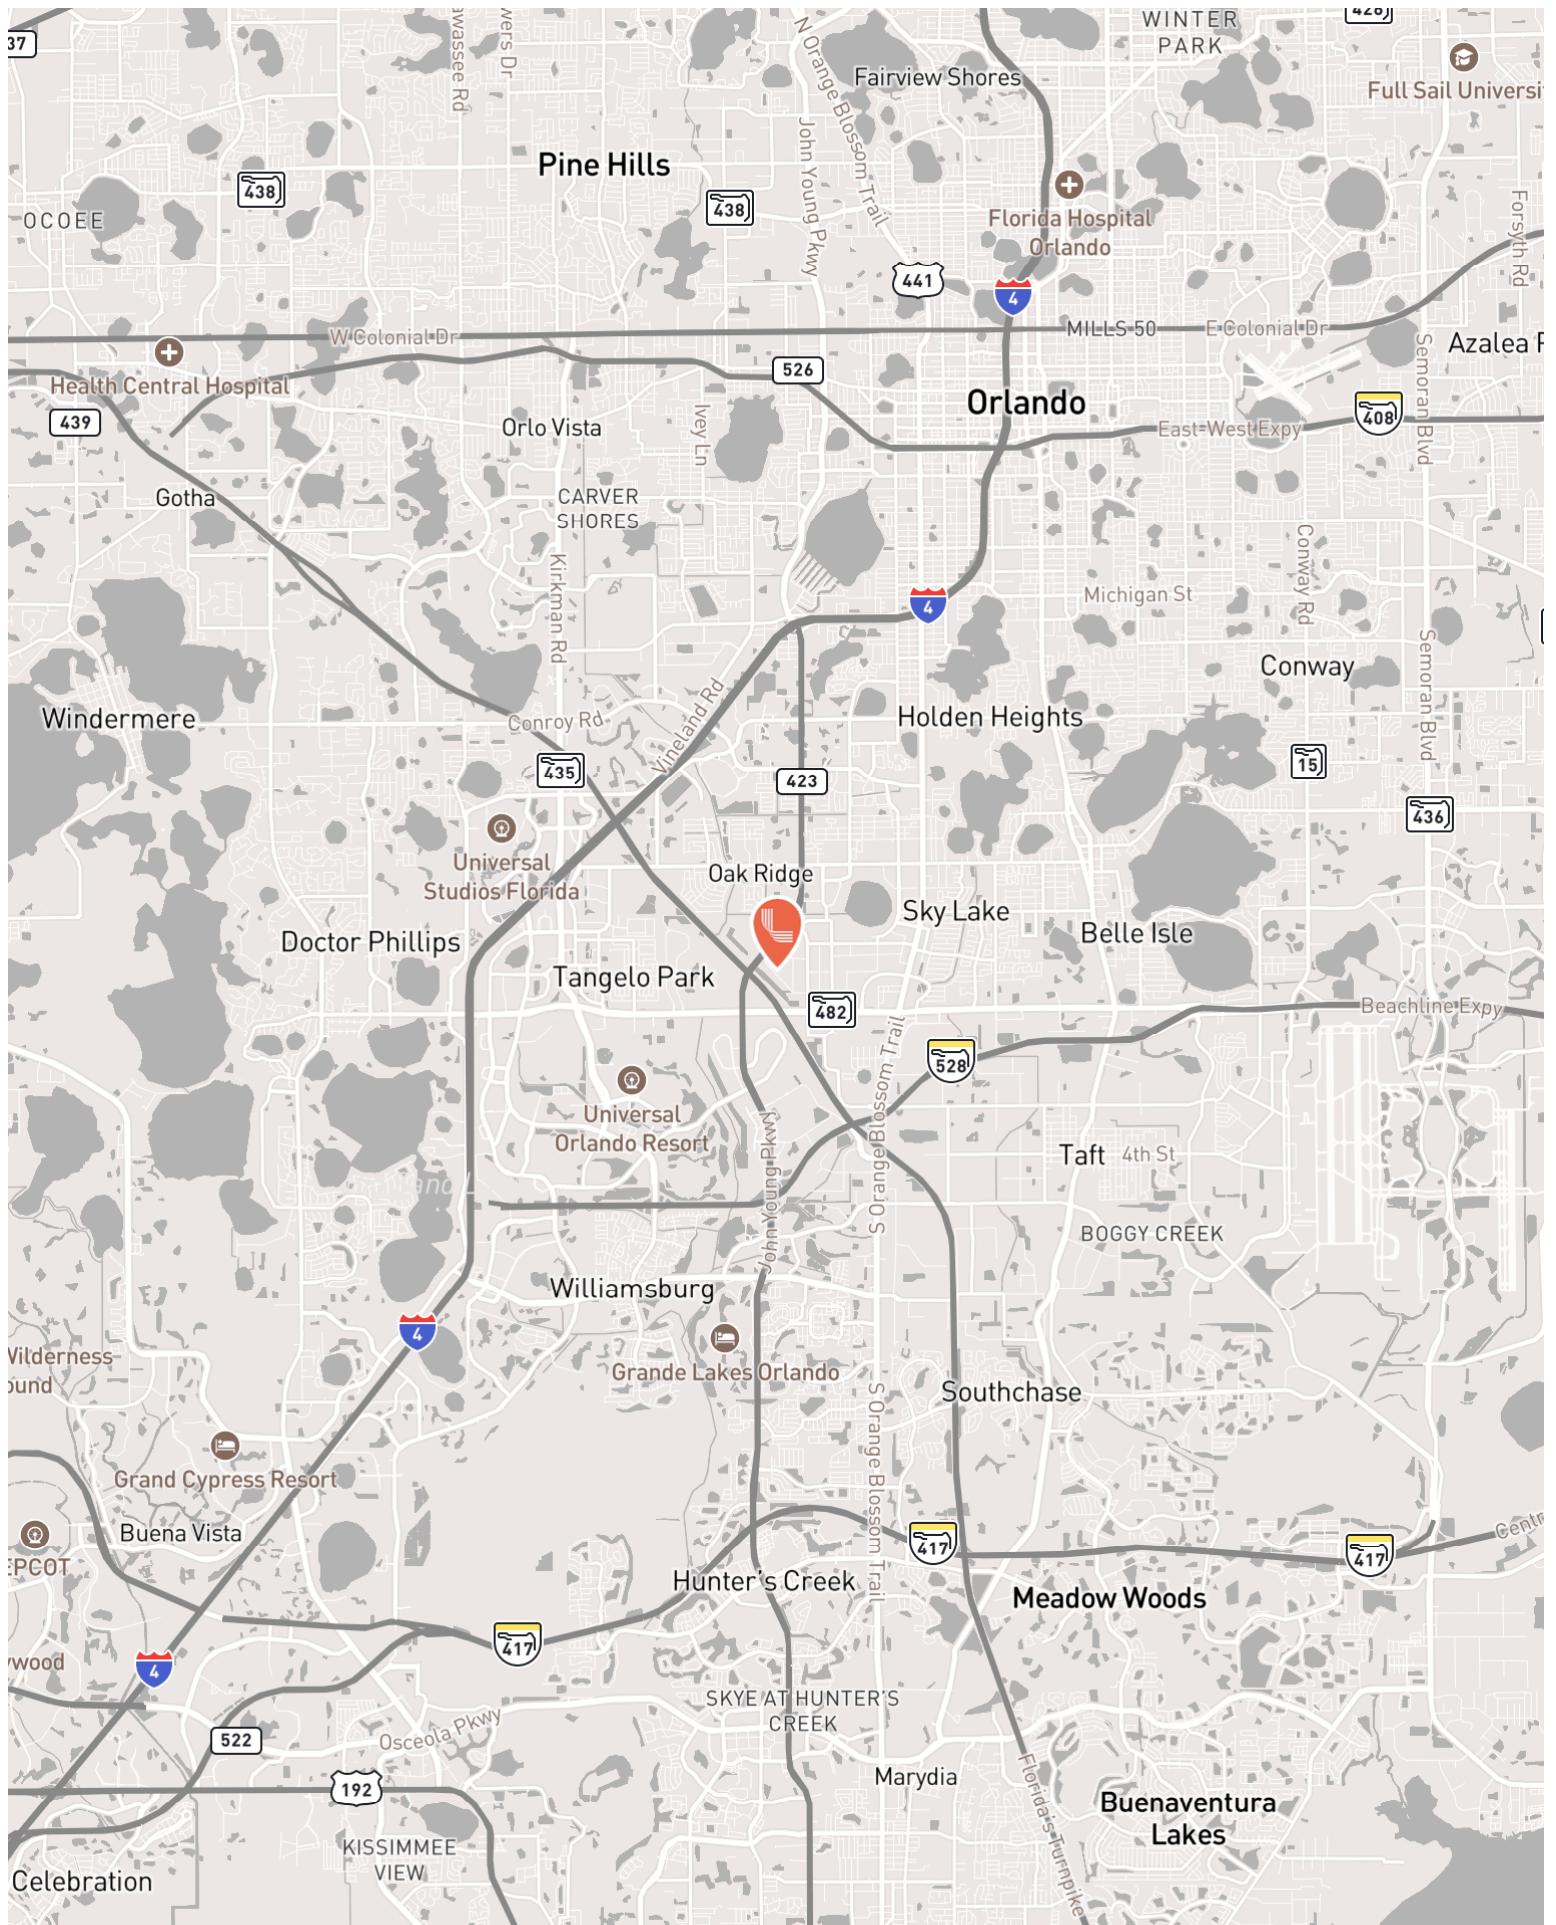 37
awassee Rd
wers Dr
N Orange Blossom Trail
WINTER
PARK
426
Fairview Shores
Full Sail Universi
John Young Pkwy
Pine Hills
438
438
OCOEE
Florida Hospital
Orlando
Forsyth Rd
441
4
W Colonial Dr
MILLS 50
E Colonial Dr
Azalea
Health Central Hospital
526
Semoran Blvd
439
Orlo Vista
Ivey Ln
Orlando
East-West Expy
408
Gotha
CARVER
SHORES
Kirkman Rd
4
Michigan St
Conway Rd
Semoran Blvd
Conway
Windermere
Conroy Rd
Vineland Rd
Holden Heights
435
423
15
436
Universal
Studios Florida
Oak Ridge
Sky Lake
Belle Isle
Doctor Phillips
Tangelo Park
482
Beachline Expy
S Orange Blossom Trail
528
Universal
Orlando Resort
John Young Pkwy
Taft
4th St
BOGGY CREEK
Williamsburg
4
Grande Lakes Orlando
Wilderness
ound
S Orange Blossom Trail
Southchase
Grand Cypress Resort
Buena Vista
EPCOT
417
417
Centr
Hunter's Creek
Meadow Woods
417
ywood
4
SKYE AT HUNTER'S
CREEK
Osceola Pkwy
522
192
Marydia
Florida's Turnpike
Buenaventura
Lakes
KISSIMMEE
VIEW
Celebration